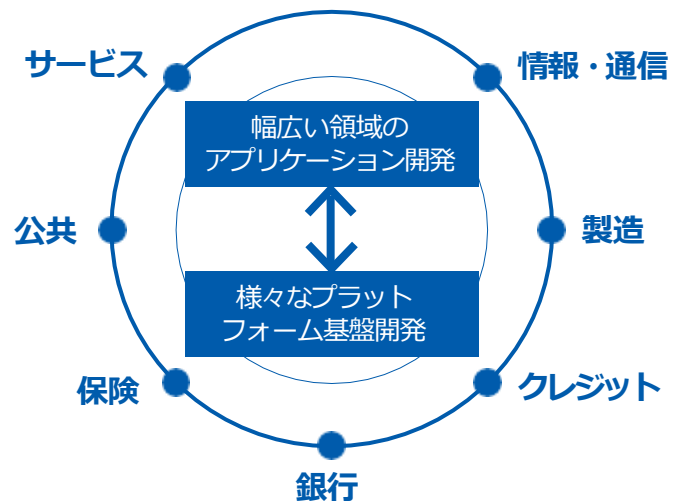 サービス
情報・通信
幅広い領域の
アプリケーション開発
公共
製造
様々なプラット
フォーム基盤開発
保険
クレジット
銀行